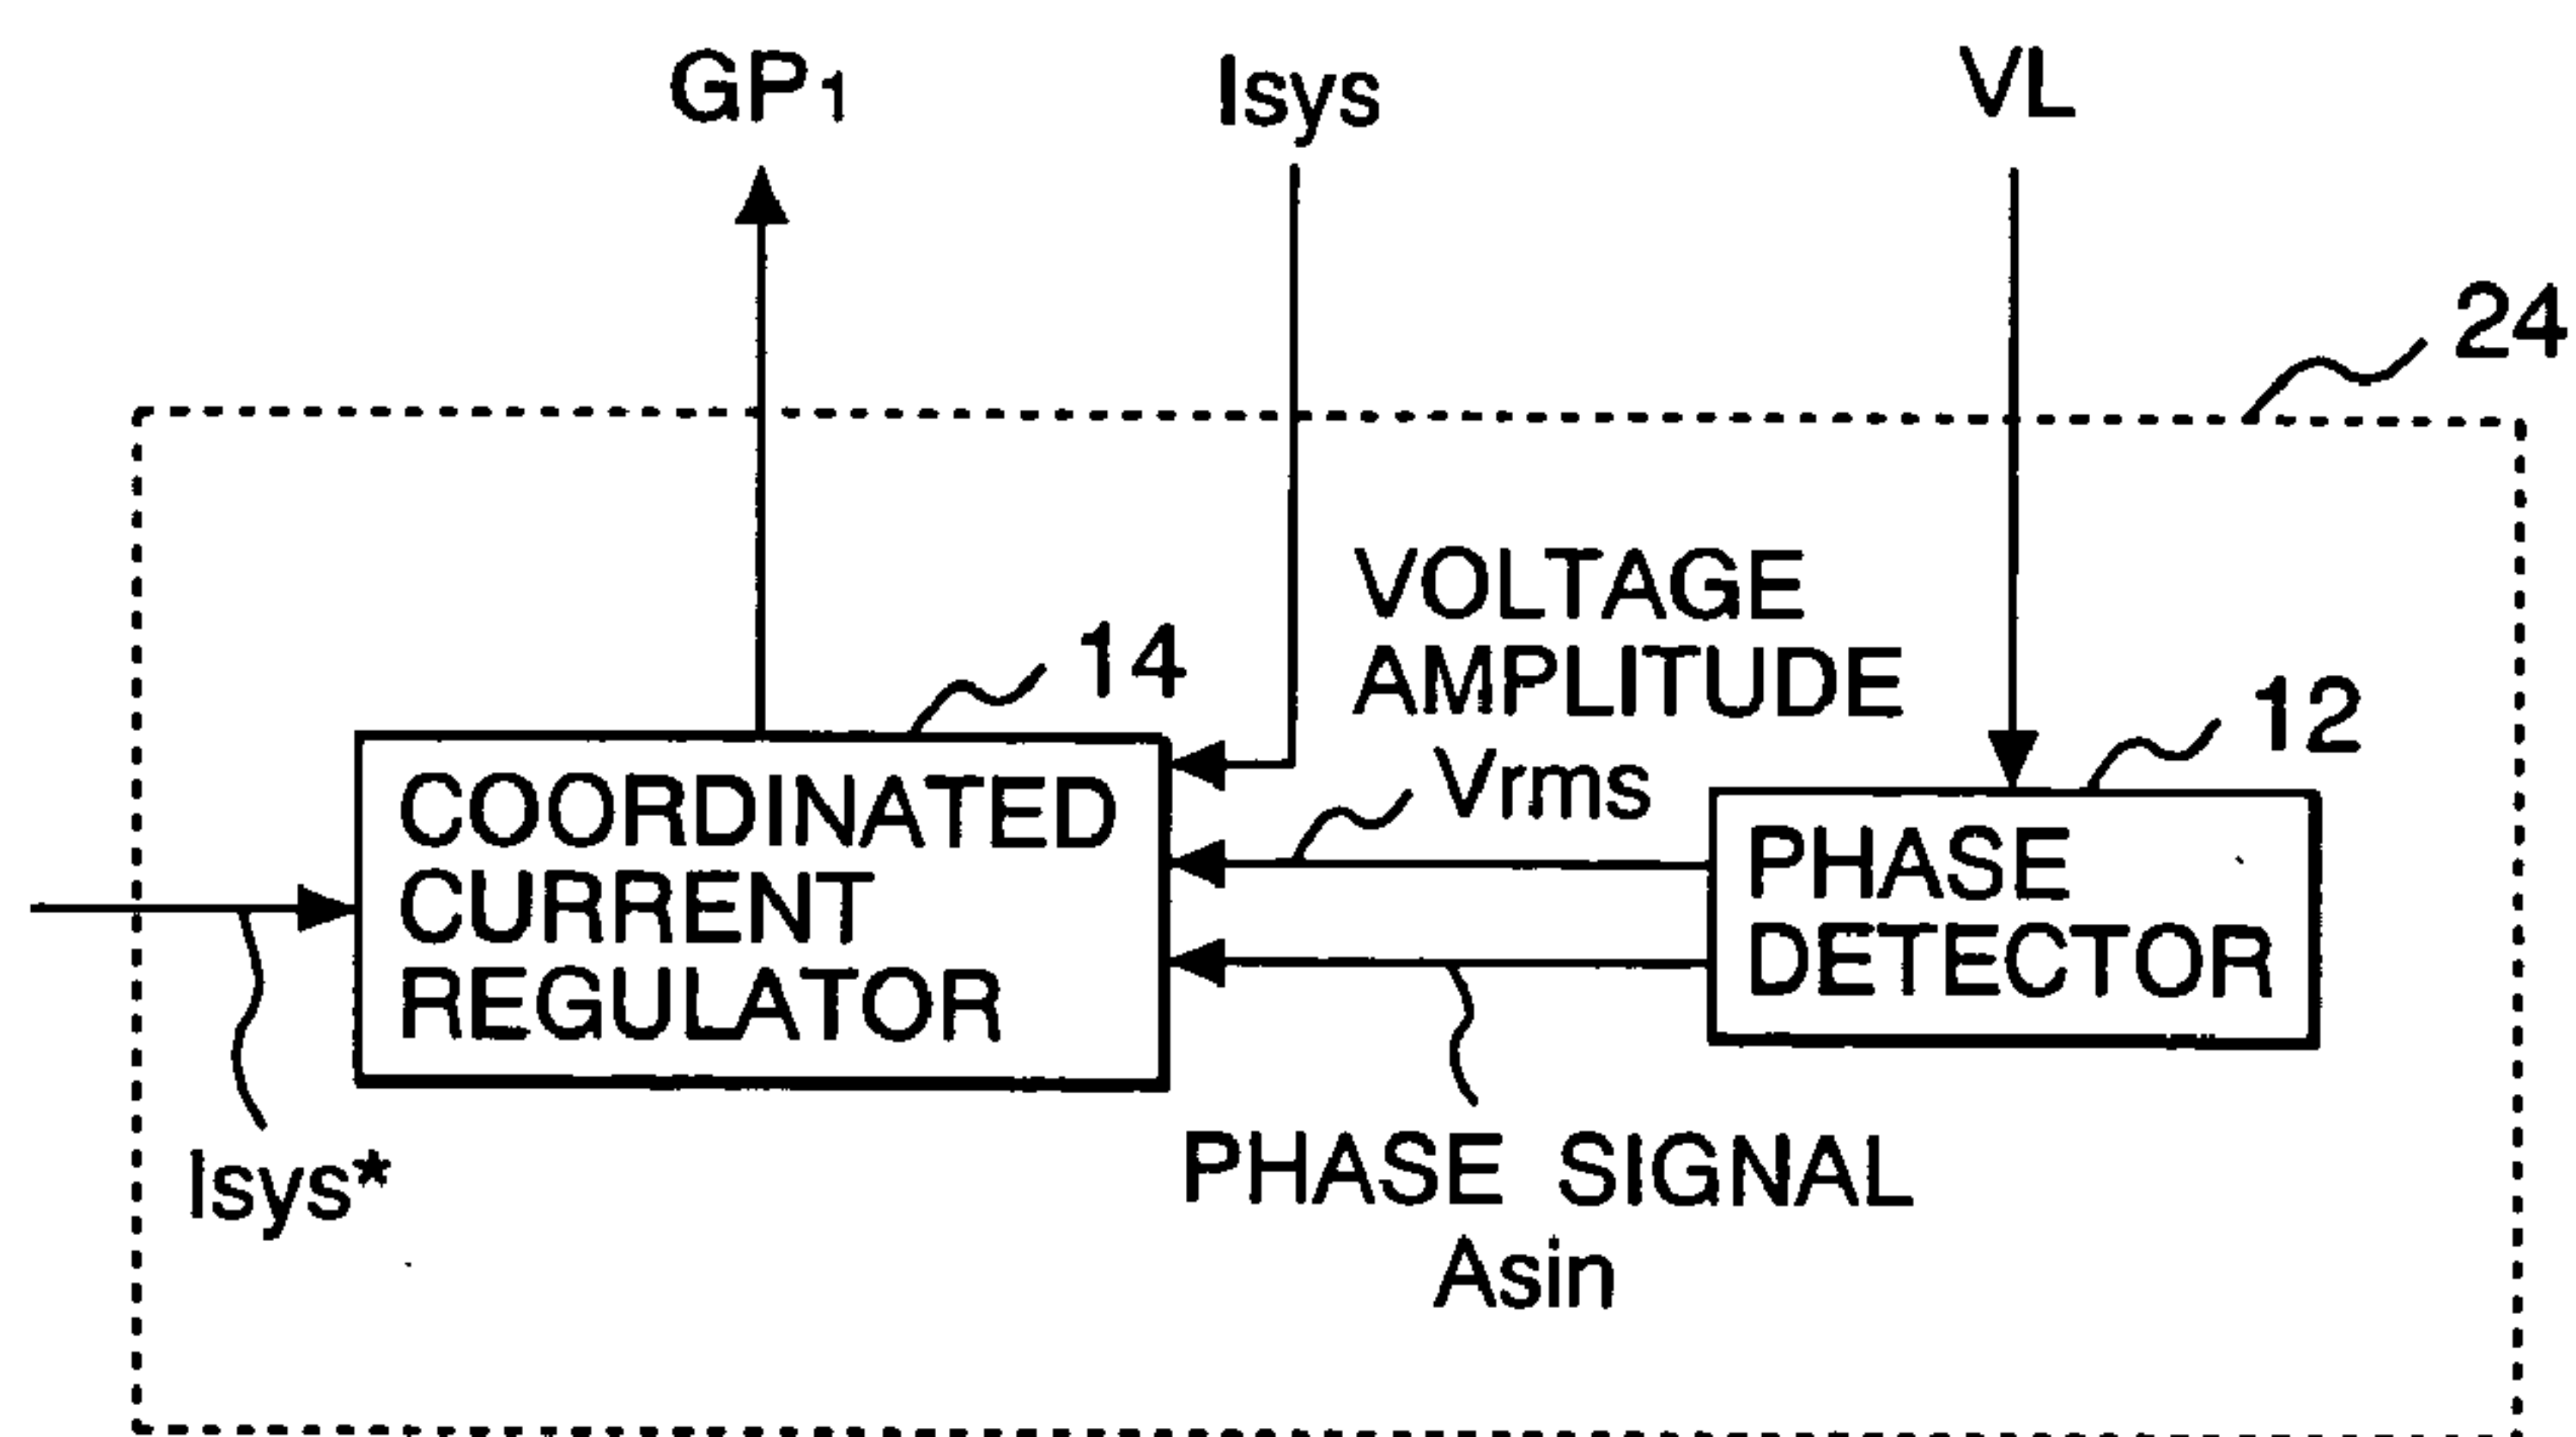 GP1
Isys
VL
24
VOLTAGE
AMPLITUDE
Vrms
14
12
COORDINATED
CURRENT
REGULATOR
PHASE
DETECTOR
Isys*
PHASE SIGNAL
Asin